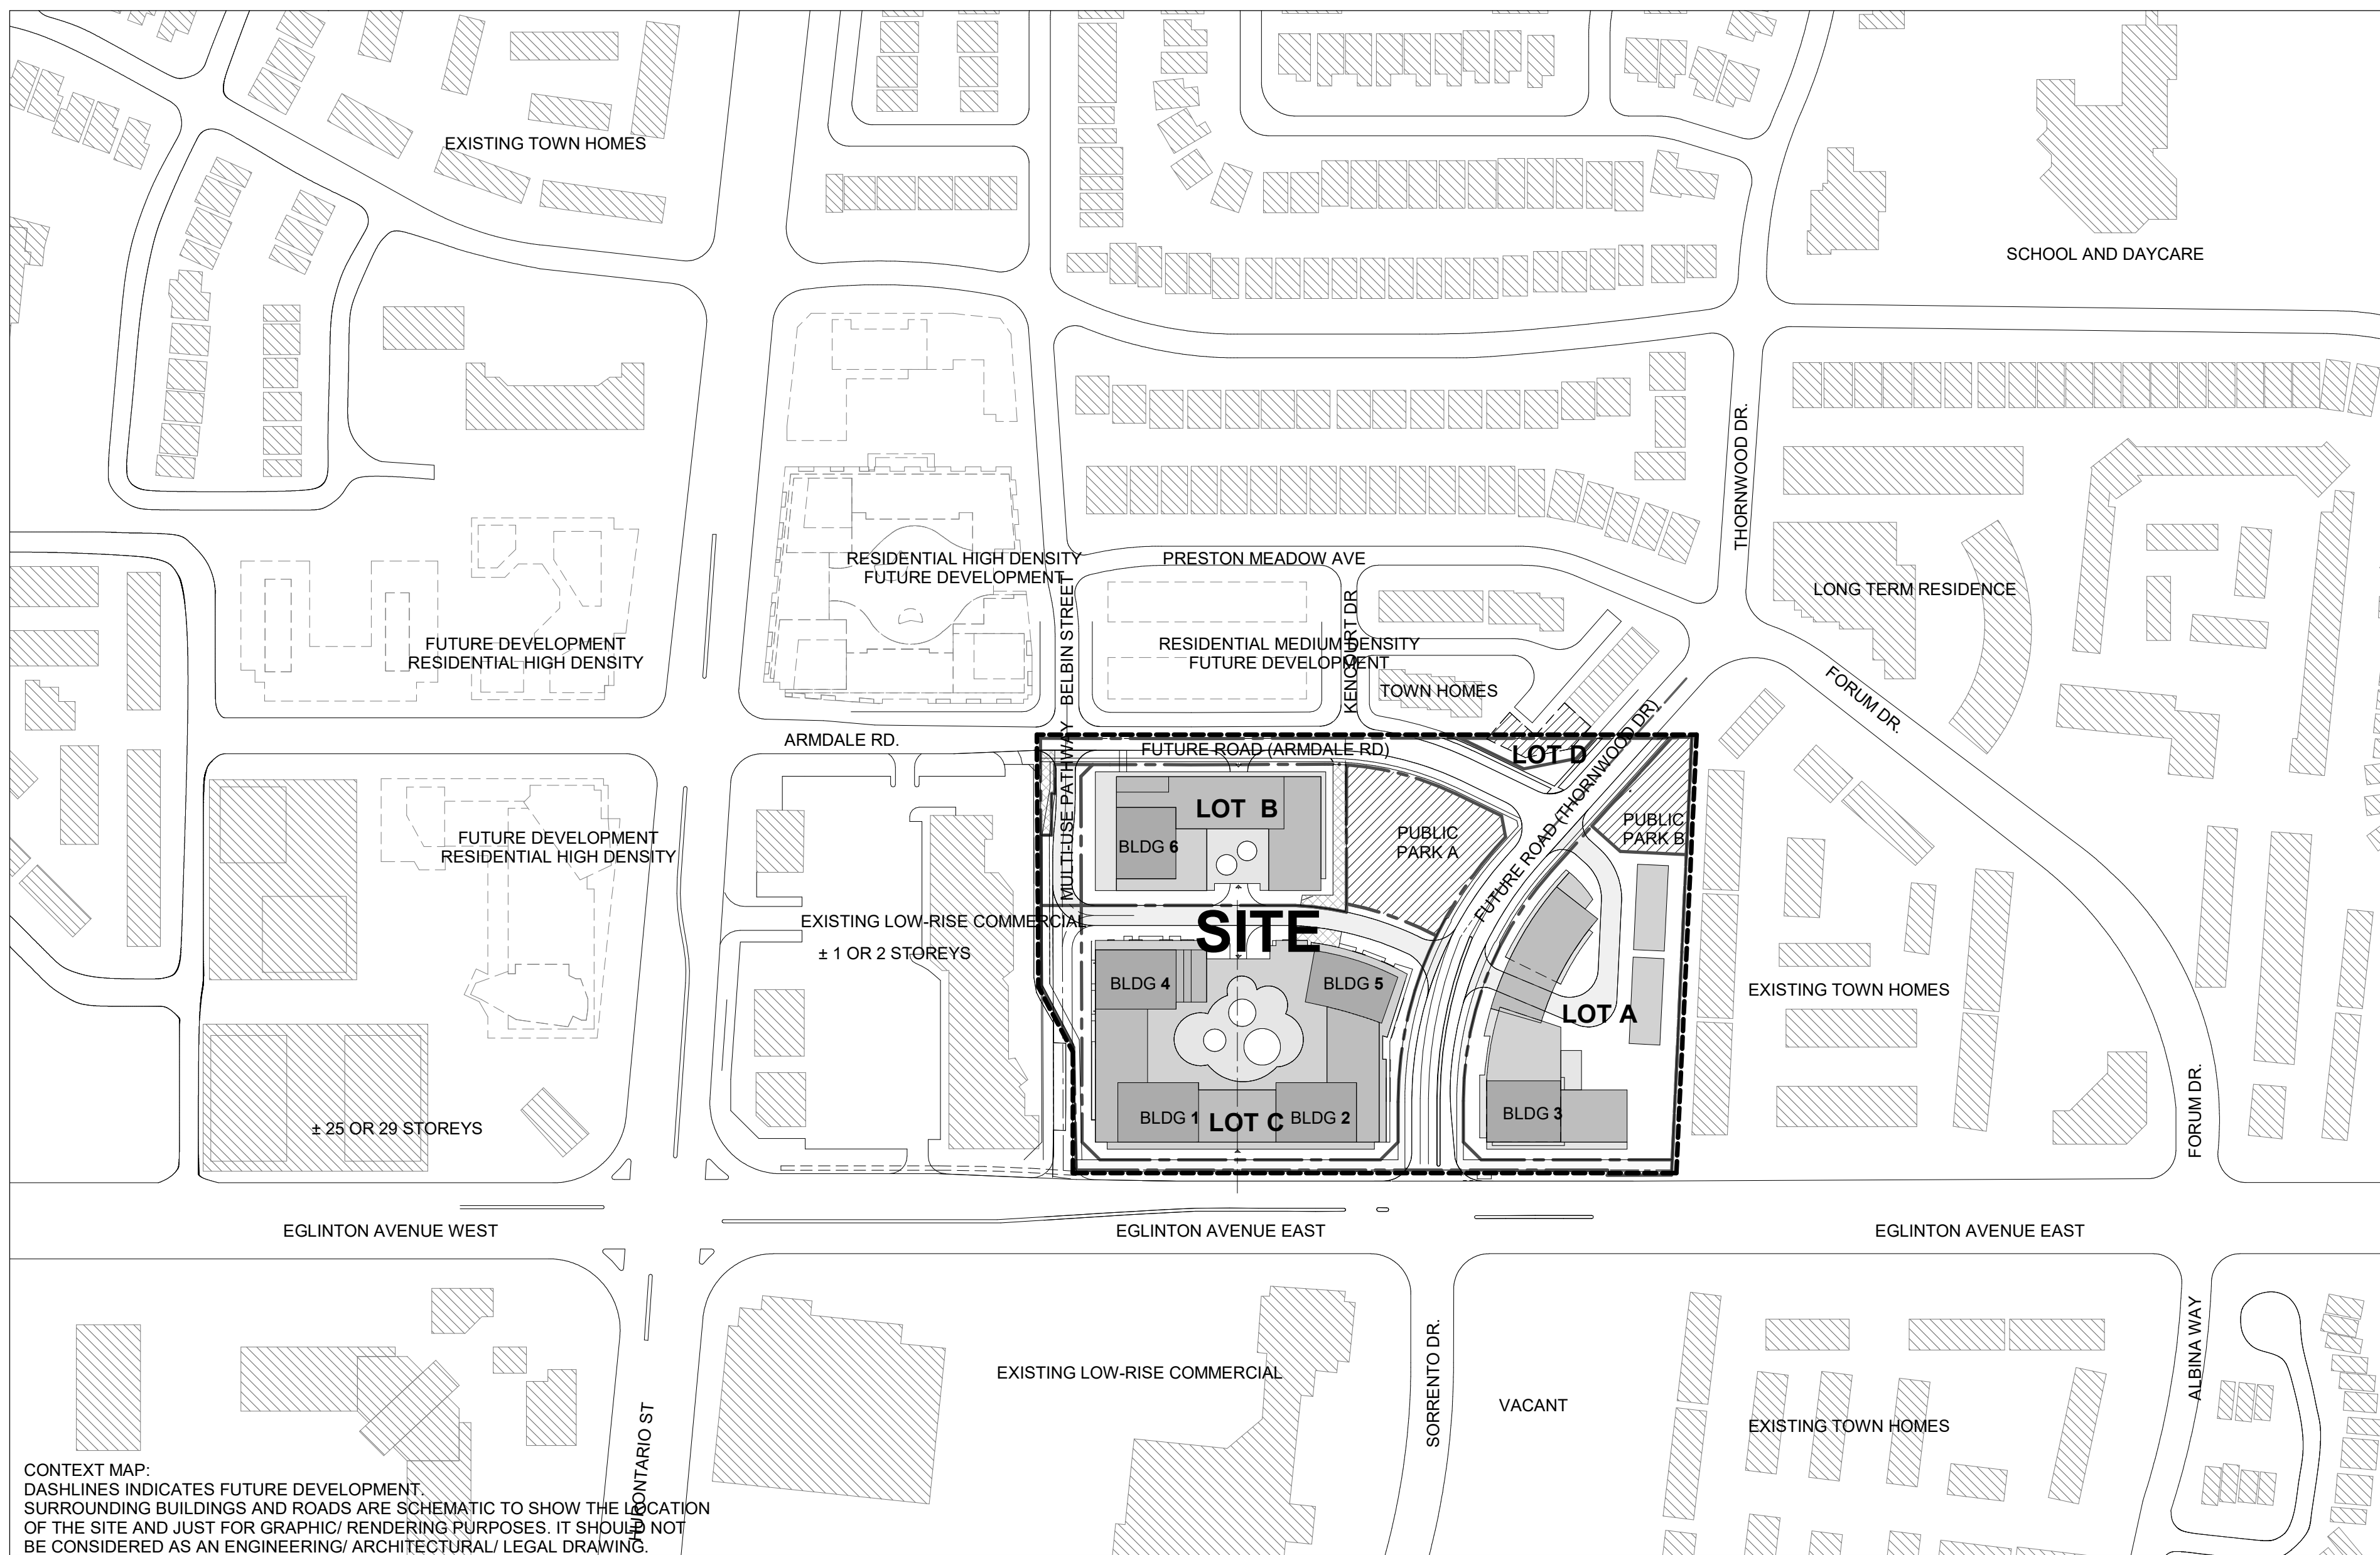 EXISTING TOWN HOMES
SCHOOL AND DAYCARE
THORNWOOD DR.
RESIDENTIAL HIGH DENSITY
FUTURE DEVELOPMENT
PRESTON MEADOW AVE
LONG TERM RESIDENCE
BELBIN STREET
KENCOURT DR
FUTURE DEVELOPMENT
RESIDENTIAL HIGH DENSITY
RESIDENTIAL MEDIUM DENSITY
FUTURE DEVELOPMENT
TOWN HOMES
FORUM DR.
ARMDALE RD.
FUTURE ROAD (ARMDALE RD)
LOT D
MULTI-USE PATHWAY
LOT B
FUTURE ROAD (THORNWOOD DR)
PUBLIC
PARK A
PUBLIC
PARK B
BLDG 6
FUTURE DEVELOPMENT
RESIDENTIAL HIGH DENSITY
EXISTING LOW-RISE COMMERCIAL
± 1 OR 2 STOREYS
SITE
BLDG 4
BLDG 5
EXISTING TOWN HOMES
LOT A
BLDG 1
LOT C
BLDG 2
BLDG 3
± 25 OR 29 STOREYS
FORUM DR.
EGLINTON AVENUE WEST
EGLINTON AVENUE EAST
EGLINTON AVENUE EAST
EXISTING LOW-RISE COMMERCIAL
SORRENTO DR.
VACANT
EXISTING TOWN HOMES
ALBINA WAY
HURONTARIO ST
CONTEXT MAP:
DASHLINES INDICATES FUTURE DEVELOPMENT.
SURROUNDING BUILDINGS AND ROADS ARE SCHEMATIC TO SHOW THE LOCATION
OF THE SITE AND JUST FOR GRAPHIC/ RENDERING PURPOSES. IT SHOULD NOT
BE CONSIDERED AS AN ENGINEERING/ ARCHITECTURAL/ LEGAL DRAWING.